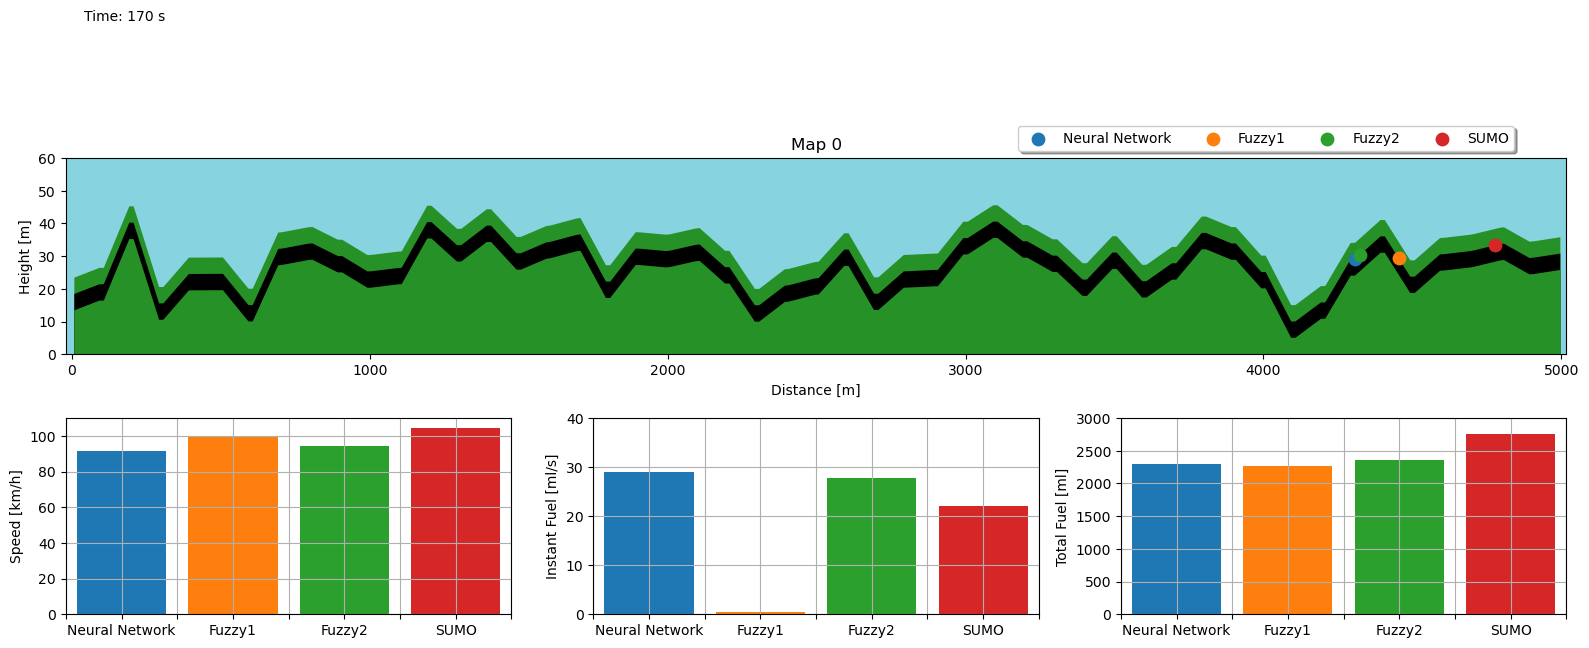 Time: 170 s
Map 0
Neural Network Fuzzy1 Fuzzy2 SUMO
Height [m]
60
50
40
30
20
10
0
0 1000 2000 3000 4000 5000
Distance [m]
Speed [km/h]
100
80
60
40
20
0
Neural Network Fuzzy1 Fuzzy2 SUMO
Instant Fuel [ml/s]
40
30
20
10
0
Neural Network Fuzzy1 Fuzzy2 SUMO
Total Fuel [ml]
3000
2500
2000
1500
1000
500
0
Neural Network Fuzzy1 Fuzzy2 SUMO